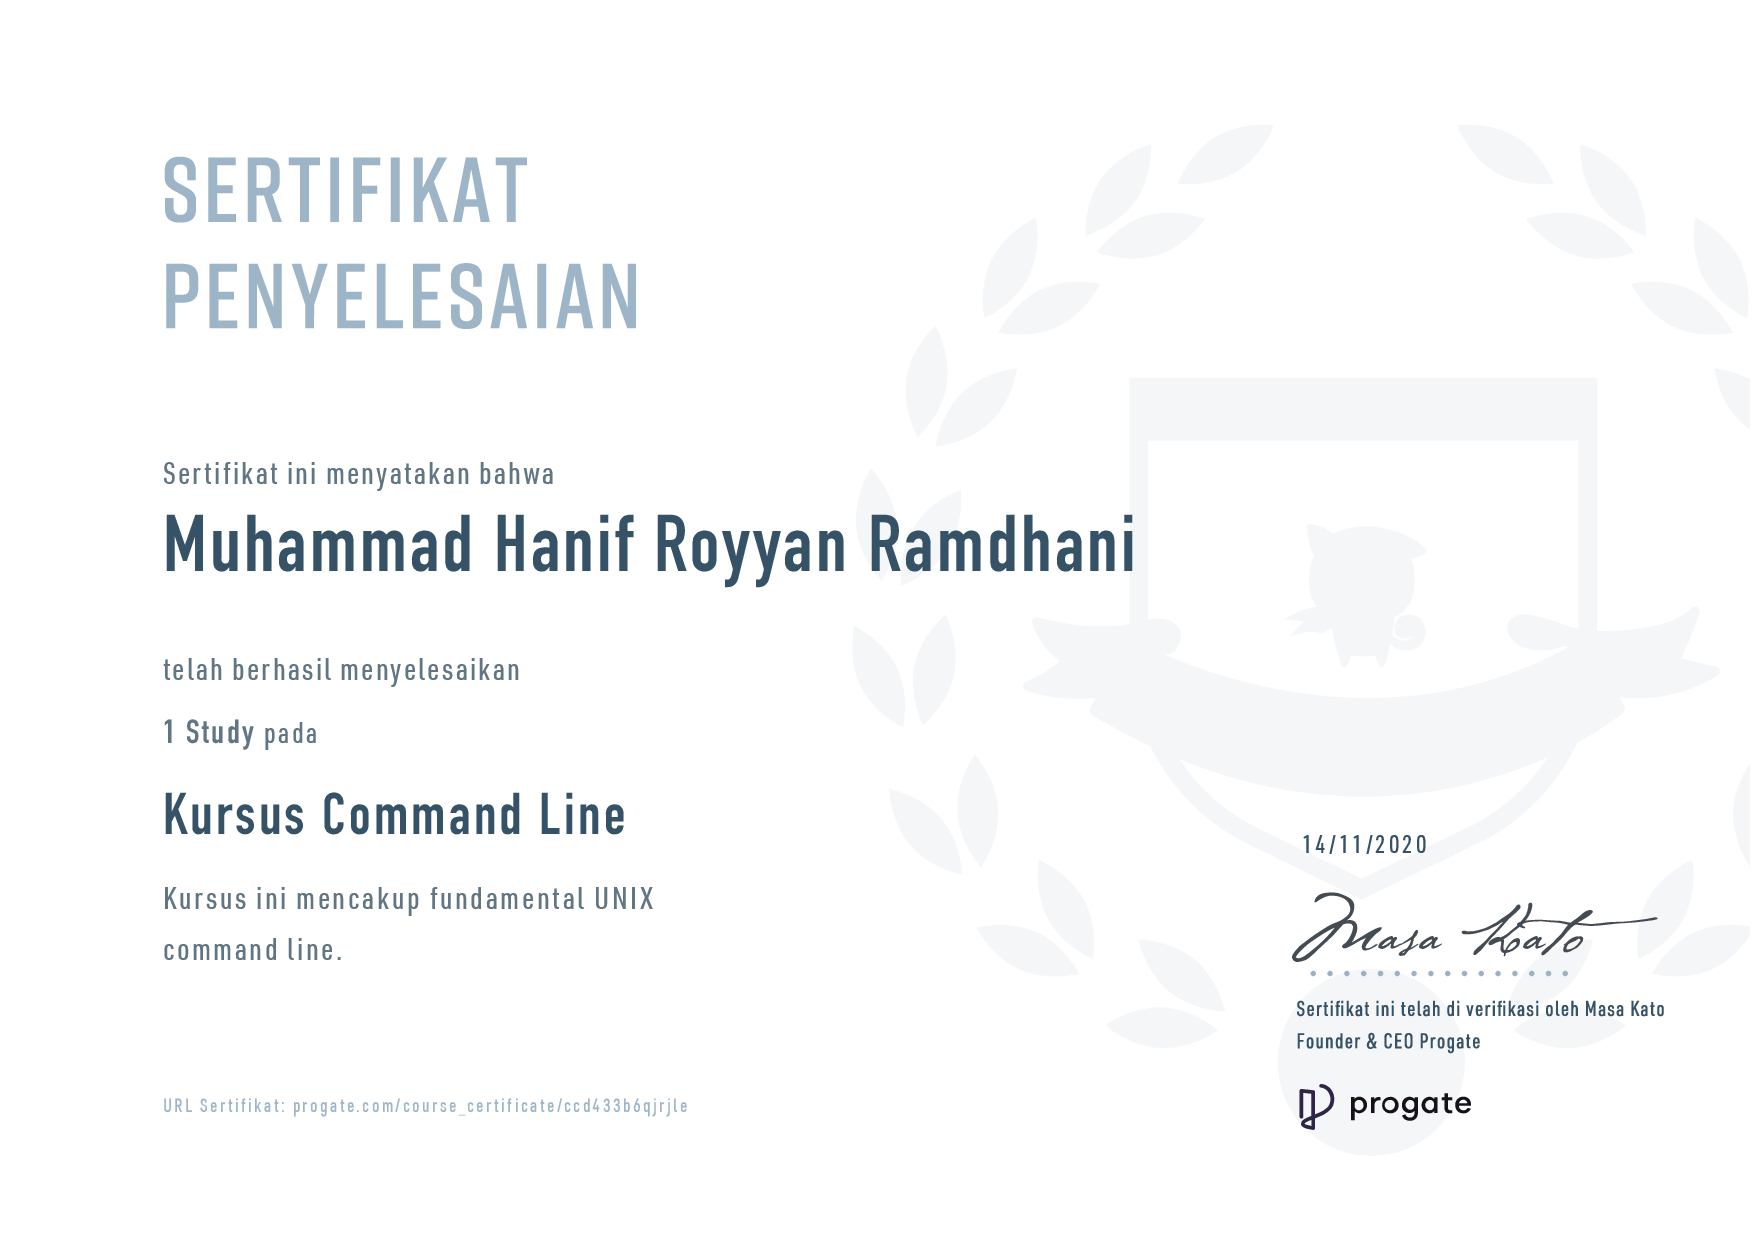 SERTIFIKAT
PENYELESAIAN
Sertifikat ini menyatakan bahwa
Muhammad Hanif Royyan Ramdhani
telah berhasil menyelesaikan
1 Study pada
Kursus Command Line
Kursus ini mencakup fundamental UNIX
command line.
14/11/2020
Masa Kato
Sertifikat ini telah di verifikasi oleh Masa Kato
Founder & CEO Progate
progate
URL Sertifikat: progate.com/course_certificate/ccd433b6qjrjle